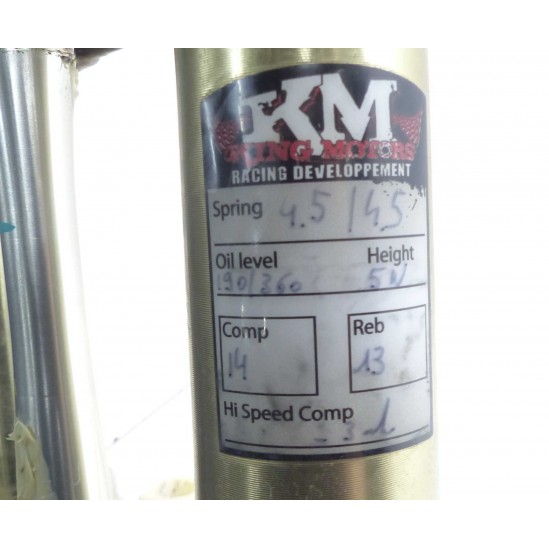 KM
KING MOTORS
RACING DEVELOPPEMENT
Spring 4.5/4.5
Oil level Height
190/360
Comp Reb
14 13
Hi Speed Comp